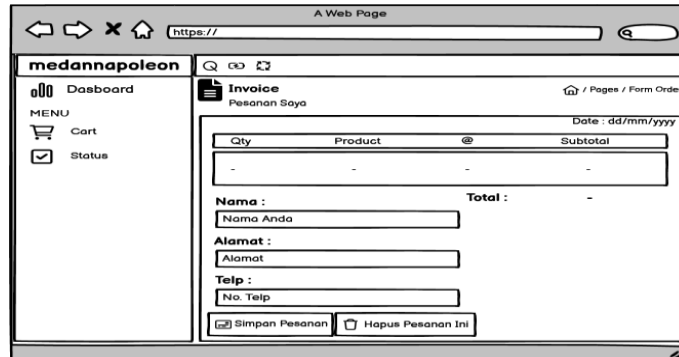 A Web Page
https://
medannapoleon
Dasboard
MENU
Cart
Status
Invoice
Pesanan Saya
/ Pages / Form Orde
Date : dd/mm/yyyy
Qty Product @ Subtotal
- - - -
Nama :
Total : -
Nama Anda
Alamat :
Alamat
Telp :
No. Telp
Simpan Pesanan Hapus Pesanan Ini